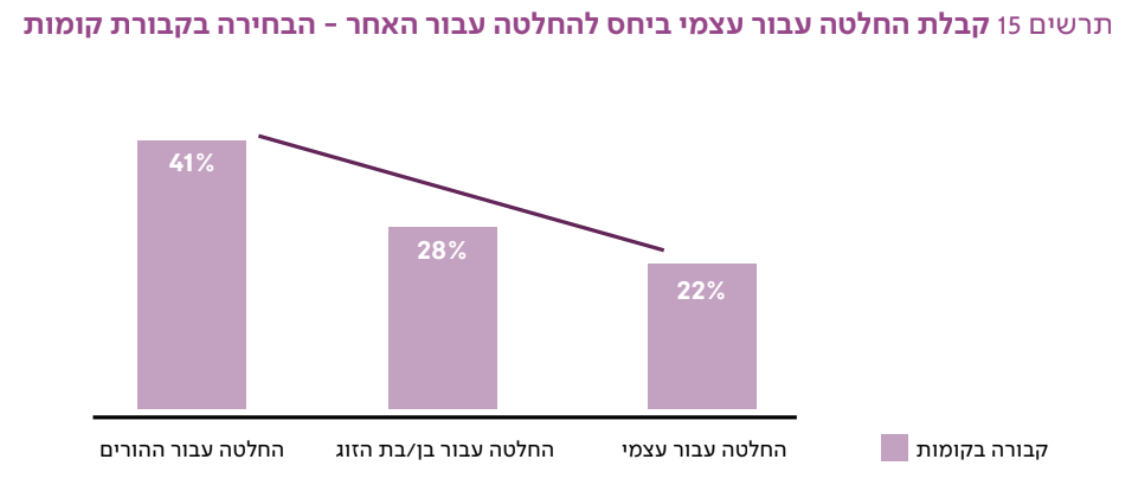 תרשים 15 קבלת החלטה עבור עצמי ביחס להחלטה עבור האחר - הבחירה בקבורת קומות
41%
28%
22%
החלטה עבור ההורים
החלטה עבור בן/בת הזוג
החלטה עבור עצמי
קבורה בקומות